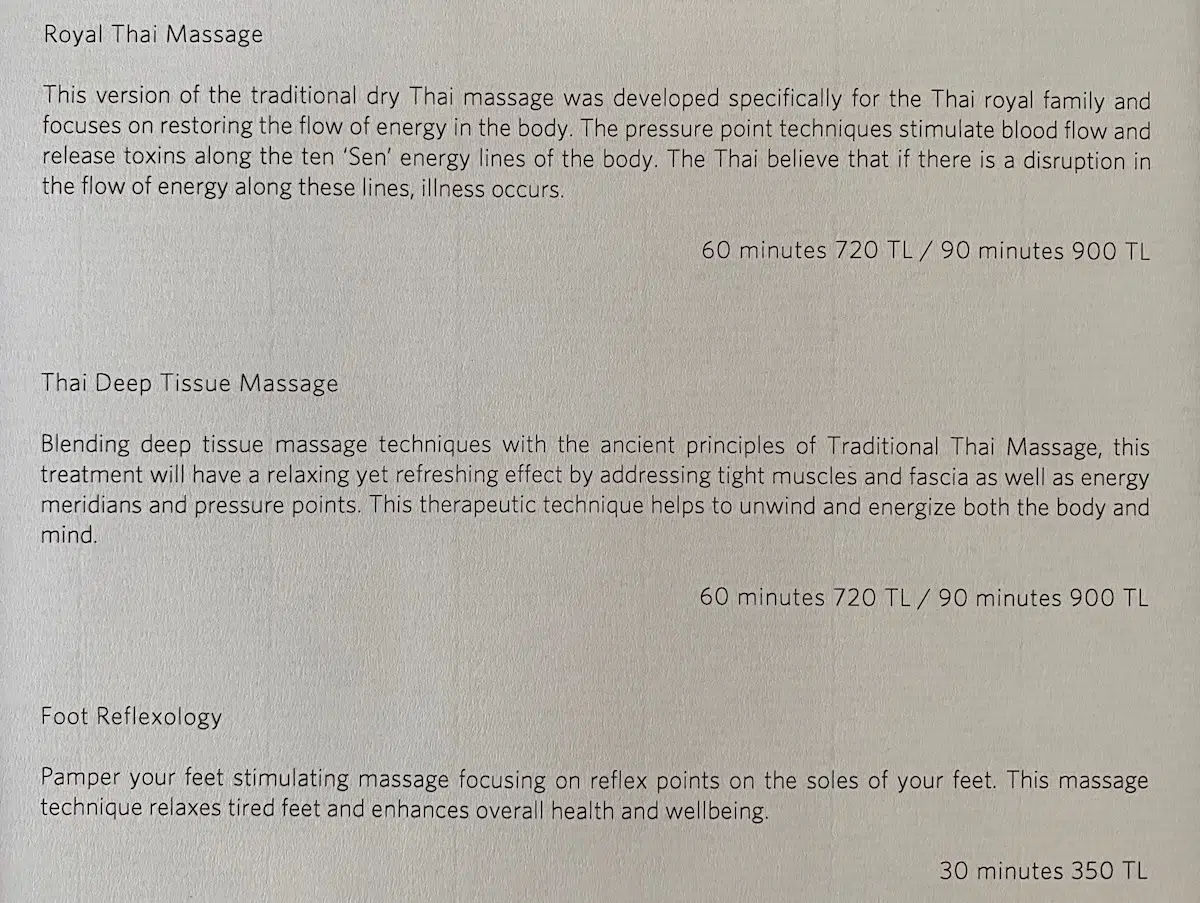 Royal Thai Massage
This version of the traditional dry Thai massage was developed specifically for the Thai royal family and
focuses on restoring the flow of energy in the body. The pressure point techniques stimulate blood flow and
release toxins along the ten ‘Sen’ energy lines of the body. The Thai believe that if there is a disruption in
the flow of energy along these lines, illness occurs.
60 minutes 720 TL / 90 minutes 900 TL
Thai Deep Tissue Massage
Blending deep tissue massage techniques with the ancient principles of Traditional Thai Massage, this
treatment will have a relaxing yet refreshing effect by addressing tight muscles and fascia as well as energy
meridians and pressure points. This therapeutic technique helps to unwind and energize both the body and
mind.
60 minutes 720 TL / 90 minutes 900 TL
Foot Reflexology
Pamper your feet stimulating massage focusing on reflex points on the soles of your feet. This massage
technique relaxes tired feet and enhances overall health and wellbeing.
30 minutes 350 TL